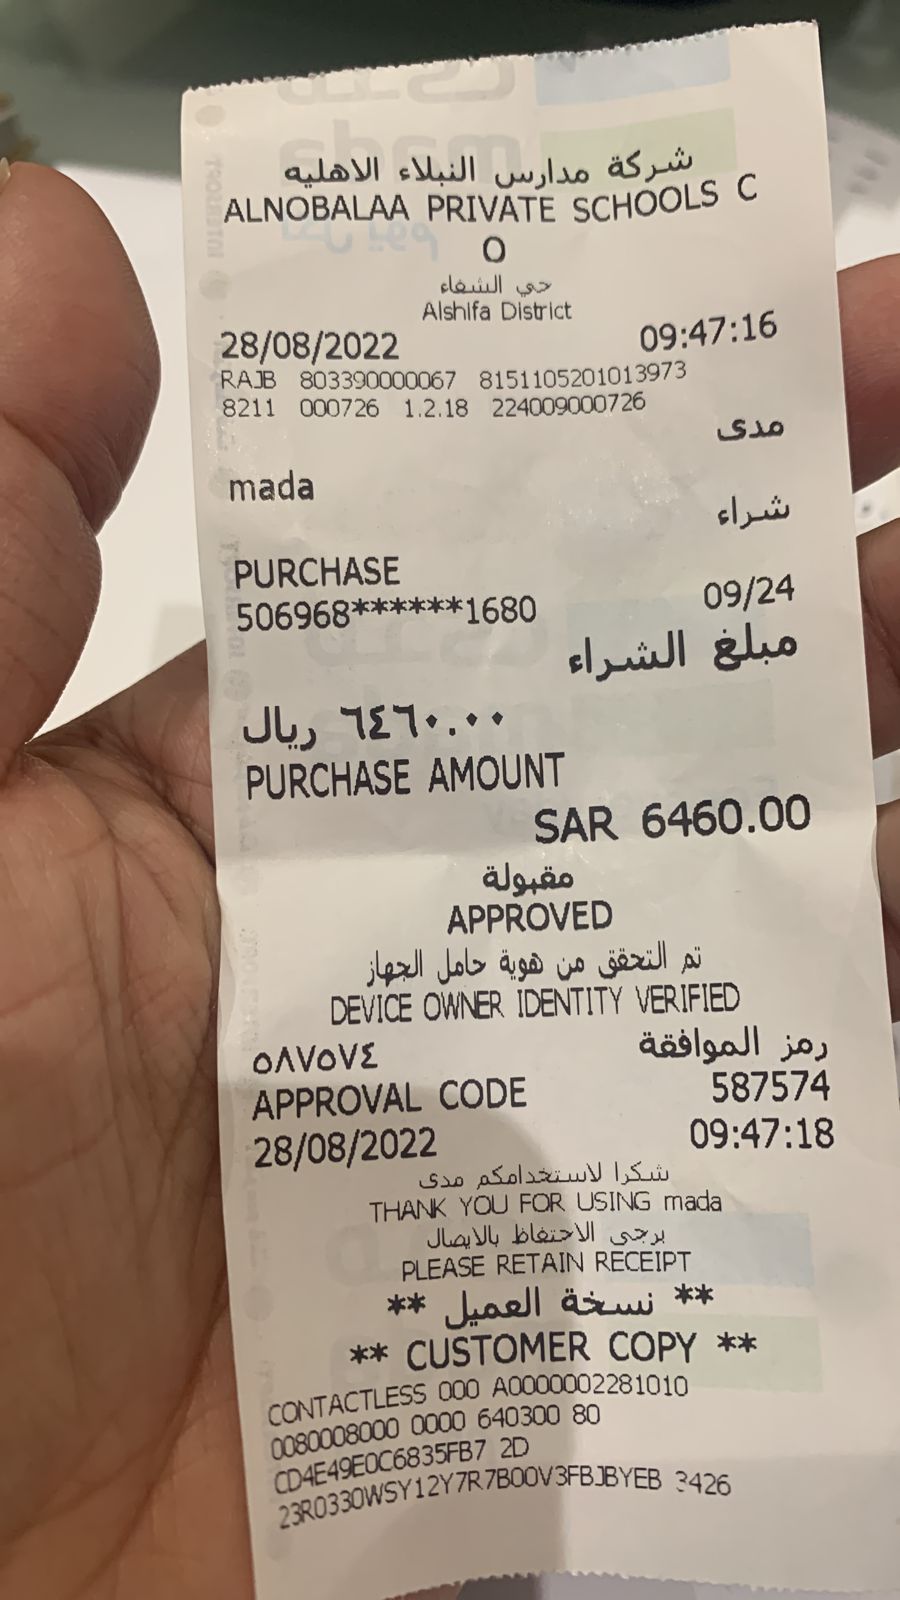 شركة مدارس النبلاء الاهليه
ALNOBALAA PRIVATE SCHOOLS C
O
حي الشفاء
Alshifa District
28/08/2022 09:47:16
RAJB 803390000067 8151105201013973
8211 000726 1.2.18 224009000726
مدى
mada
شراء
PURCHASE
506968******1680 09/24
مبلغ الشراء
٦٤٦٠.٠٠ ريال
PURCHASE AMOUNT
SAR 6460.00
مقبولة
APPROVED
تم التحقق من هوية حامل الجهاز
DEVICE OWNER IDENTITY VERIFIED
رمز الموافقة ٥٨٧٥٧٤
APPROVAL CODE 587574
28/08/2022 09:47:18
شكرا لاستخدامكم مدى
THANK YOU FOR USING mada
يرجى الاحتفاظ بالايصال
PLEASE RETAIN RECEIPT
** نسخة العميل **
** CUSTOMER COPY **
CONTACTLESS 000 A0000002281010
0080008000 0000 640300 80
CD4E49E0C6835FB7 2D
23R0330WSY12Y7R7B00V3FBJBYEB